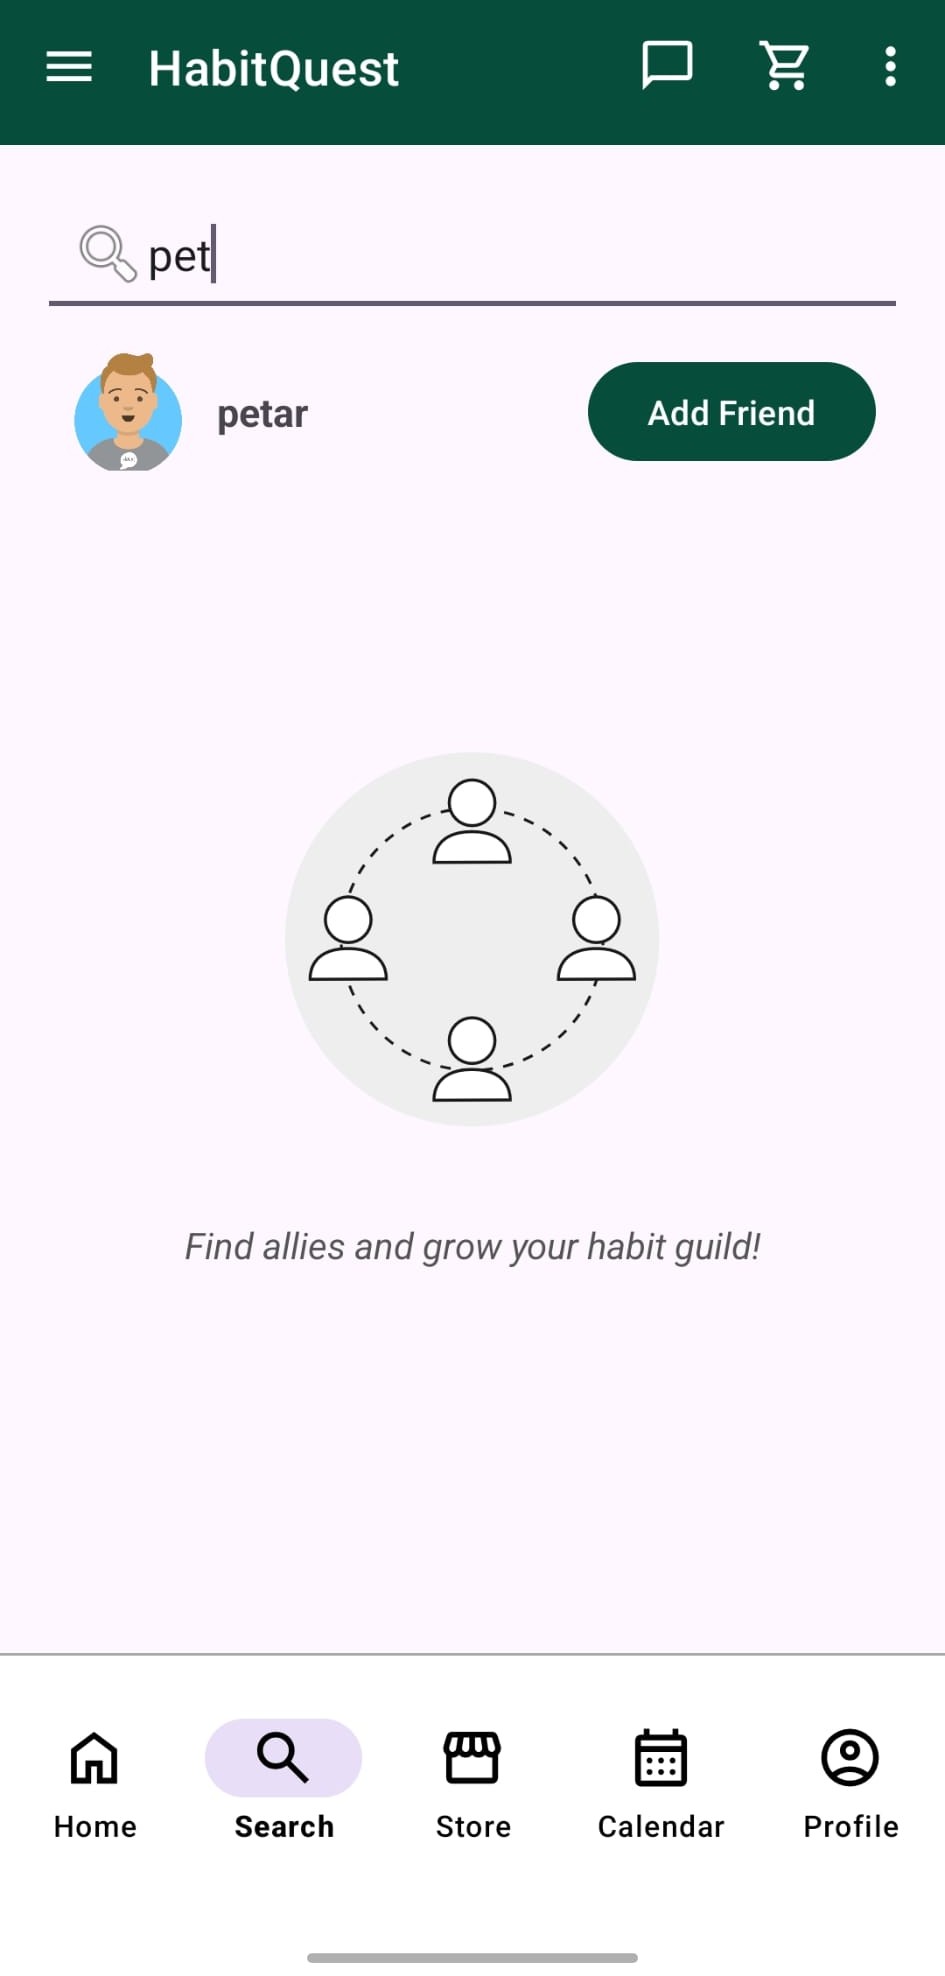 HabitQuest
pet
petar
Add Friend
Find allies and grow your habit guild!
Home
Search
Store
Calendar
Profile